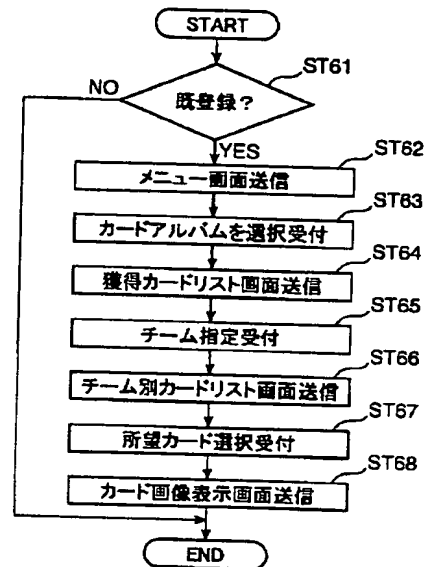 START
ST61
NO
既登録?
YES
ST62
メニュー画面送信
ST63
カードアルバムを選択受付
ST64
獲得カードリスト画面送信
ST65
チーム指定受付
ST66
チーム別カードリスト画面送信
ST67
所望カード選択受付
ST68
カード画像表示画面送信
END